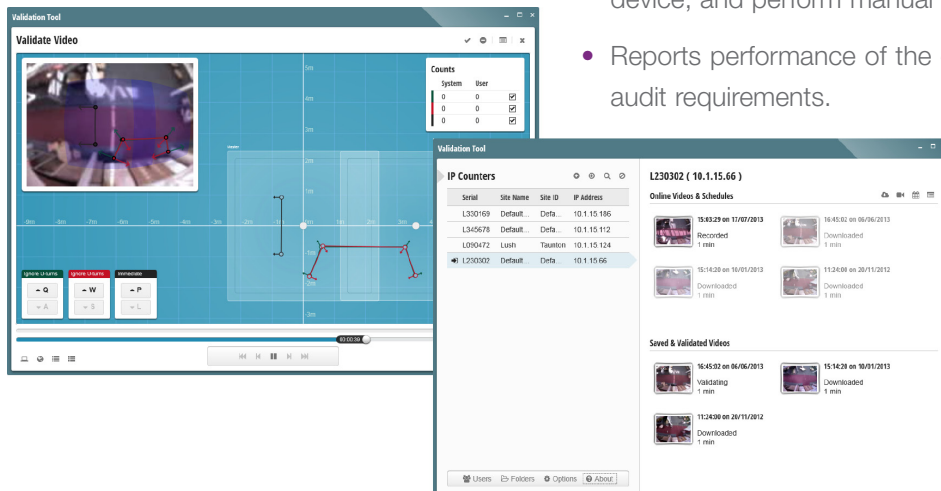 device, and perform manual
• Reports performance of the
audit requirements.
Validation Tool
Validate Video
Counts
System User
0 0
0 0
0 0
5m
4m
3m
2m
1m
-9m -8m -7m -6m -5m -4m -3m -2m -1m 1m 2m 3m
-1m
-2m
-3m
Ignore U-turns Ignore U-turns Immediate
Q W P
A S L
00:00:39
Validation Tool
IP Counters
Serial Site Name Site ID IP Address
L330169 Default... Defa... 10.1.15.186
L345678 Default... Defa... 10.1.15.112
L090472 Lush Taunton 10.1.15.124
L230302 Default... Defa... 10.1.15.66
Users Folders Options About
L230302 ( 10.1.15.66 )
Online Videos & Schedules
15:03:29 on 17/07/2013
Recorded
1 min
16:45:02 on 06/06/2013
Downloaded
1 min
15:14:20 on 10/01/2013
Downloaded
1 min
11:24:00 on 20/11/2012
Downloaded
1 min
Saved & Validated Videos
16:45:02 on 06/06/2013
Validating
1 min
15:14:20 on 10/01/2013
Downloaded
1 min
11:24:00 on 20/11/2012
Downloaded
1 min